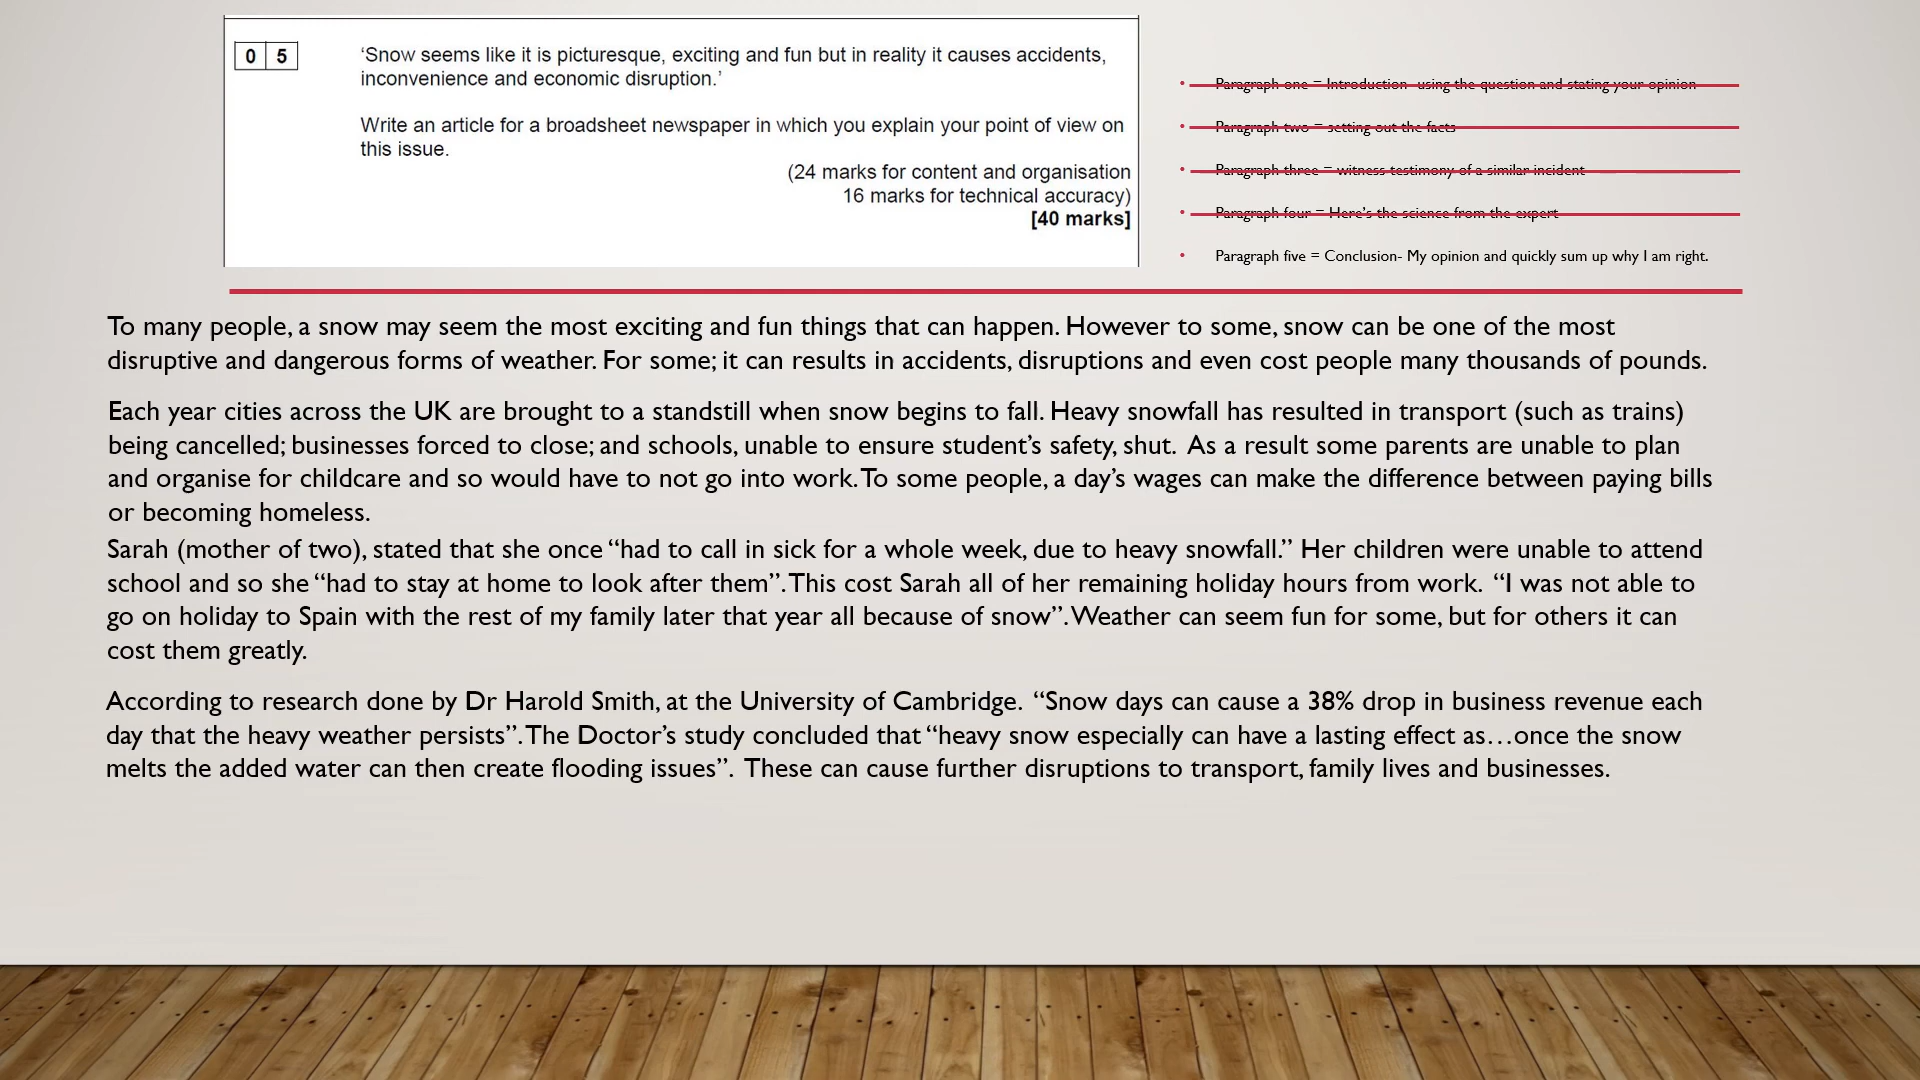 0 5
‘Snow seems like it is picturesque, exciting and fun but in reality it causes accidents,
inconvenience and economic disruption.’
Write an article for a broadsheet newspaper in which you explain your point of view on
this issue.
(24 marks for content and organisation
16 marks for technical accuracy)
[40 marks]
• Paragraph one = Introduction- using the question and stating your opinion
• Paragraph two = setting out the facts
• Paragraph three = witness testimony of a similar incident
• Paragraph four = Here’s the science from the expert
• Paragraph five = Conclusion- My opinion and quickly sum up why I am right.
To many people, a snow may seem the most exciting and fun things that can happen. However to some, snow can be one of the most
disruptive and dangerous forms of weather. For some; it can results in accidents, disruptions and even cost people many thousands of pounds.
Each year cities across the UK are brought to a standstill when snow begins to fall. Heavy snowfall has resulted in transport (such as trains)
being cancelled; businesses forced to close; and schools, unable to ensure student’s safety, shut. As a result some parents are unable to plan
and organise for childcare and so would have to not go into work. To some people, a day’s wages can make the difference between paying bills
or becoming homeless.
Sarah (mother of two), stated that she once “had to call in sick for a whole week, due to heavy snowfall.” Her children were unable to attend
school and so she “had to stay at home to look after them”. This cost Sarah all of her remaining holiday hours from work. “I was not able to
go on holiday to Spain with the rest of my family later that year all because of snow”. Weather can seem fun for some, but for others it can
cost them greatly.
According to research done by Dr Harold Smith, at the University of Cambridge. “Snow days can cause a 38% drop in business revenue each
day that the heavy weather persists”. The Doctor’s study concluded that “heavy snow especially can have a lasting effect as…once the snow
melts the added water can then create flooding issues”. These can cause further disruptions to transport, family lives and businesses.